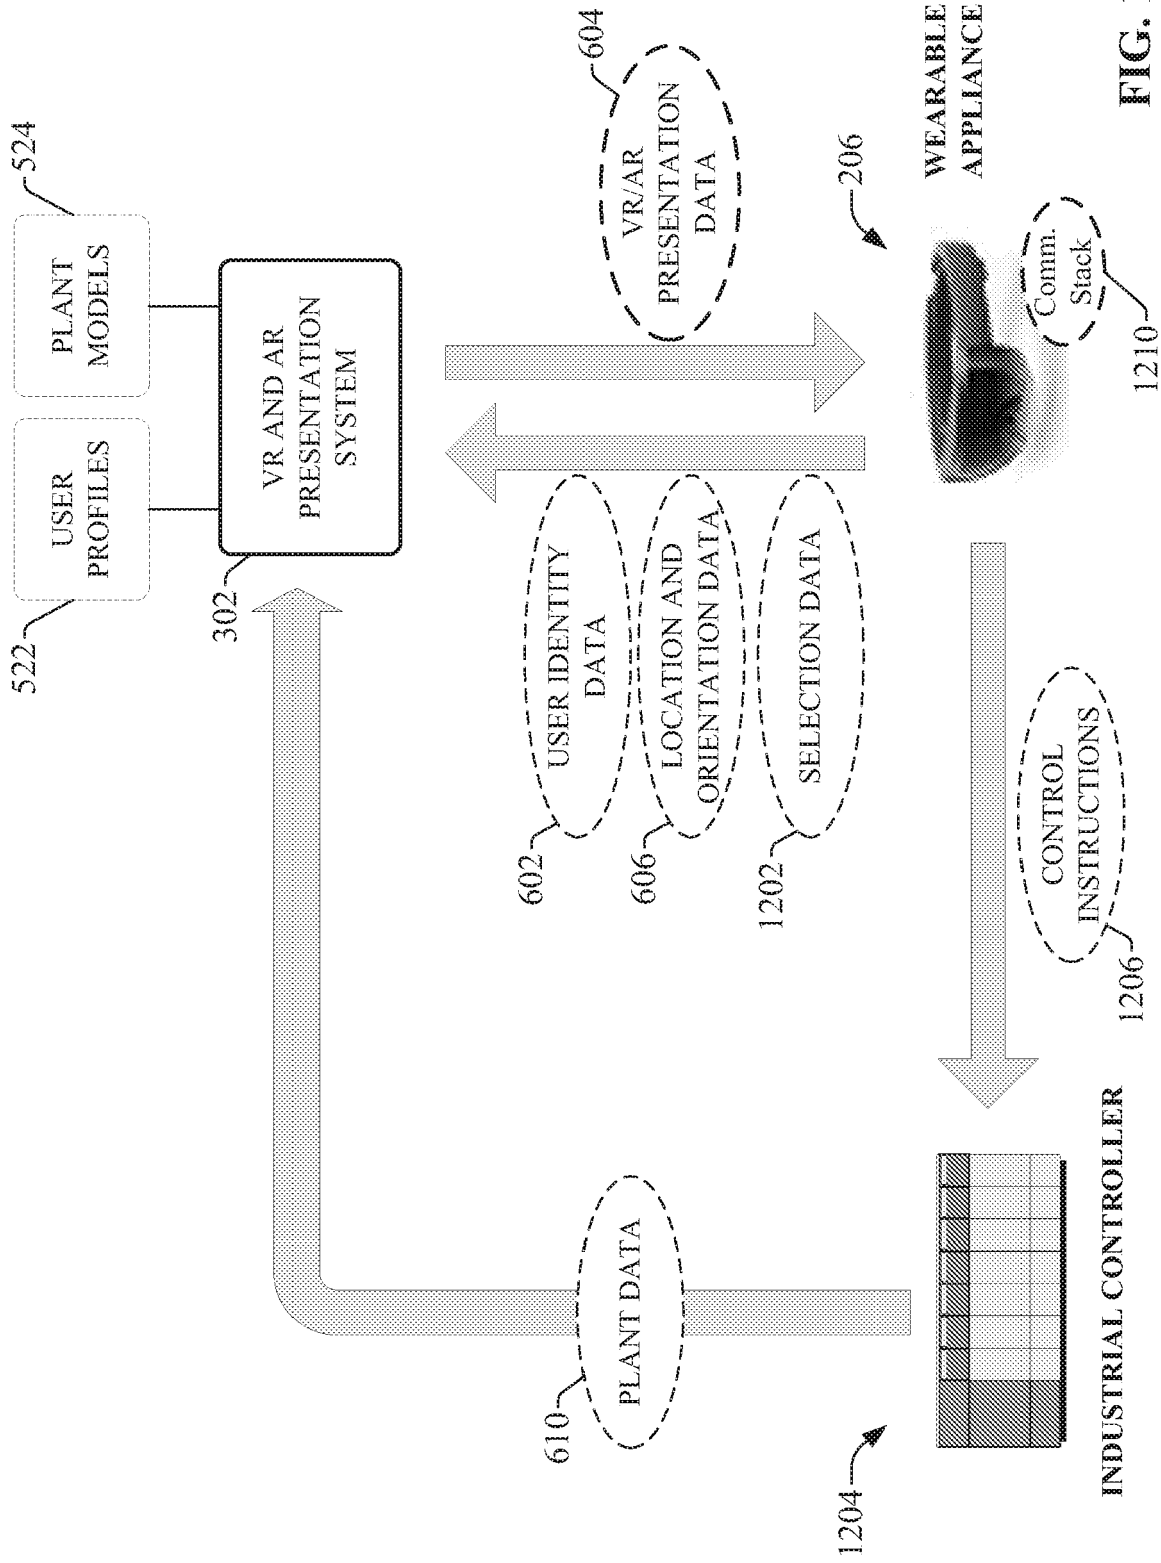 522
USER
PROFILES
PLANT
MODELS
524
302
VR AND AR
PRESENTATION
SYSTEM
602
USER IDENTITY
DATA
606
LOCATION AND
ORIENTATION DATA
1202
SELECTION DATA
VR/AR
PRESENTATION
DATA
604
610
PLANT DATA
1204
INDUSTRIAL CONTROLLER
CONTROL
INSTRUCTIONS
1206
206
WEARABLE
APPLIANCE
Comm.
Stack
1210
FIG.